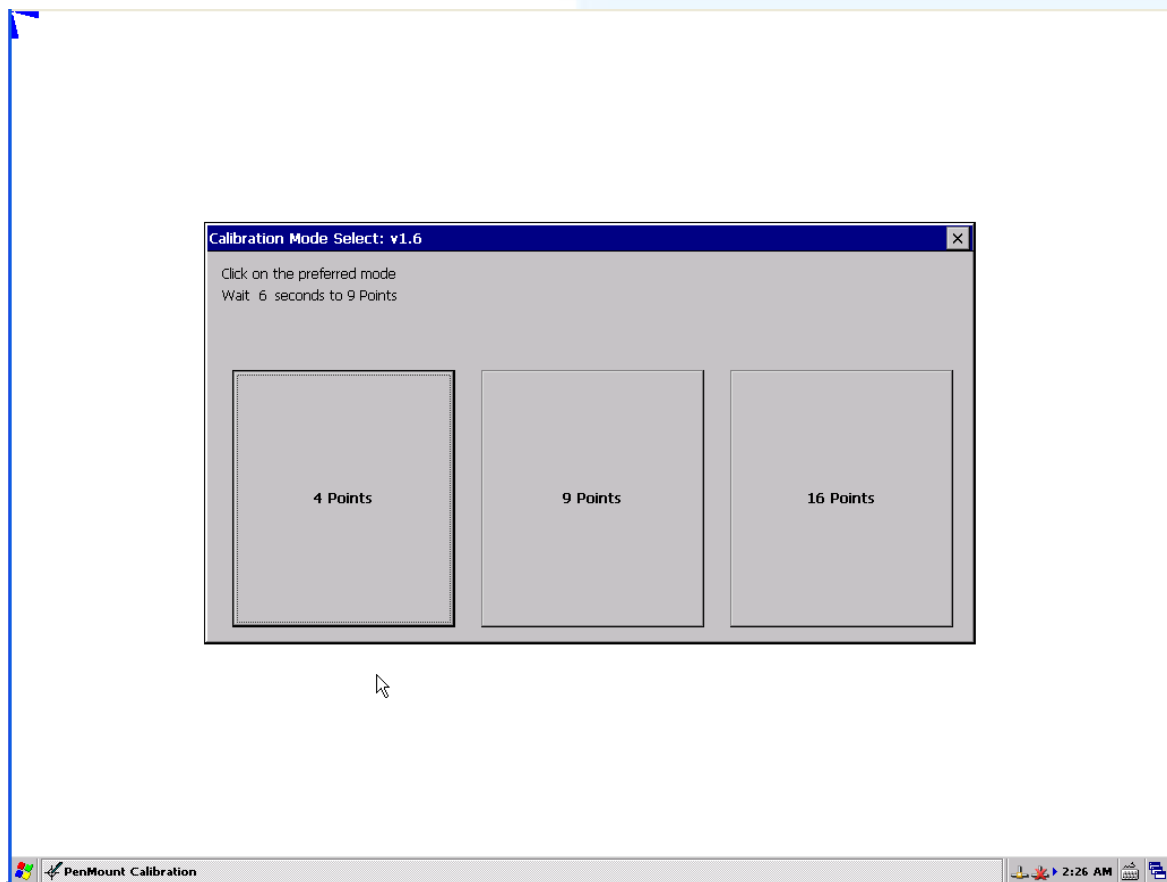 Calibration Mode Select: v1.6
Click on the preferred mode
Wait 6 seconds to 9 Points
4 Points
9 Points
16 Points
PenMount Calibration
2:26 AM